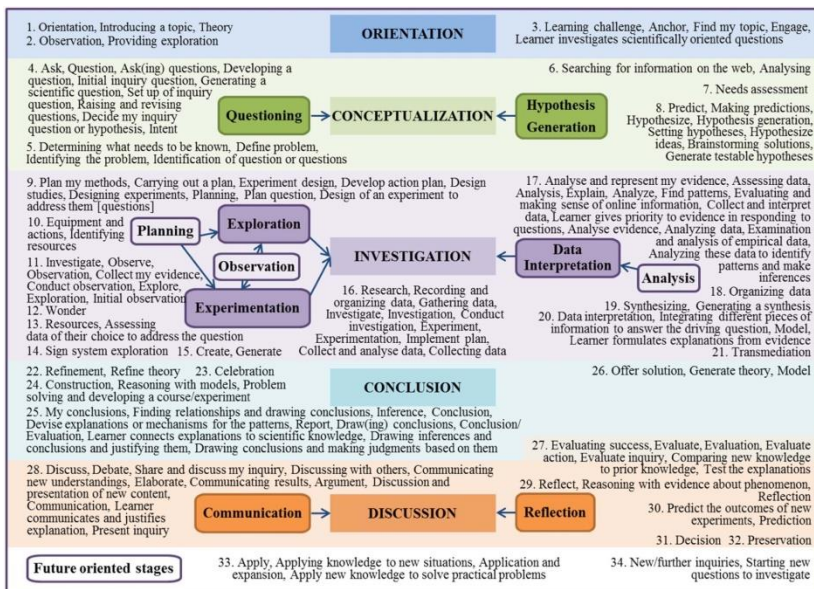 1. Orientation, Introducing a topic, Theory
2. Observation, Providing exploration
ORIENTATION
3. Learning challenge, Anchor, Find my topic, Engage,
Learner investigates scientifically oriented questions
4. Ask, Question, Ask(ing) questions, Developing a
question, Initial inquiry question, Generating a
scientific question, Set up of inquiry
question, Raising and revising
questions, Decide my inquiry
question or hypothesis, Intent
5. Determining what needs to be known, Define problem,
Identifying the problem, Identification of question or questions
Questioning
CONCEPTUALIZATION
Hypothesis
Generation
6. Searching for information on the web, Analysing
7. Needs assessment
8. Predict, Making predictions,
Hypothesize, Hypothesis generation,
Setting hypotheses, Hypothesize
ideas, Brainstorming solutions,
Generate testable hypotheses
9. Plan my methods, Carrying out a plan, Experiment design, Develop action plan, Design
studies, Designing experiments, Planning, Plan question, Design of an experiment to
address them [questions]
10. Equipment and
actions, Identifying
resources
11. Investigate, Observe,
Observation, Collect my evidence,
Conduct observation, Explore,
Exploration, Initial observation
12. Wonder
13. Resources, Assessing
data of their choice to address the question
14. Sign system exploration
15. Create, Generate
Planning
Exploration
Observation
Experimentation
INVESTIGATION
16. Research, Recording and
organizing data, Gathering data,
Investigate, Investigation, Conduct
investigation, Experiment,
Experimentation, Implement plan,
Collect and analyse data, Collecting data
Data
Interpretation
Analysis
17. Analyse and represent my evidence, Assessing data,
Analysis, Explain, Analyze, Find patterns, Evaluating and
making sense of online information, Collect and interpret
data, Learner gives priority to evidence in responding to
questions, Analyse evidence, Analyzing data, Examination
and analysis of empirical data,
Analyzing these data to identify
patterns and make
inferences
18. Organizing data
19. Synthesizing, Generating a synthesis
20. Data interpretation, Integrating different pieces of
information to answer the driving question, Model,
Learner formulates explanations from evidence
21. Transmediation
22. Refinement, Refine theory
23. Celebration
24. Construction, Reasoning with models, Problem
solving and developing a course/experiment
25. My conclusions, Finding relationships and drawing conclusions, Inference, Conclusion,
Devise explanations or mechanisms for the patterns, Report, Draw(ing) conclusions, Conclusion/
Evaluation, Learner connects explanations to scientific knowledge, Drawing inferences and
conclusions and justifying them, Drawing conclusions and making judgments based on them
CONCLUSION
26. Offer solution, Generate theory, Model
27. Evaluating success, Evaluate, Evaluation, Evaluate
action, Evaluate inquiry, Comparing new knowledge
to prior knowledge, Test the explanations
28. Discuss, Debate, Share and discuss my inquiry, Discussing with others, Communicating
new understandings, Elaborate, Communicating results, Argument, Discussion and
presentation of new content,
Communication, Learner
communicates and justifies
explanation, Present inquiry
Communication
DISCUSSION
Reflection
29. Reflect, Reasoning with evidence about phenomenon,
Reflection
30. Predict the outcomes of new
experiments, Prediction
31. Decision 32. Preservation
Future oriented stages
33. Apply, Applying knowledge to new situations, Application and
expansion, Apply new knowledge to solve practical problems
34. New/further inquiries, Starting new
questions to investigate